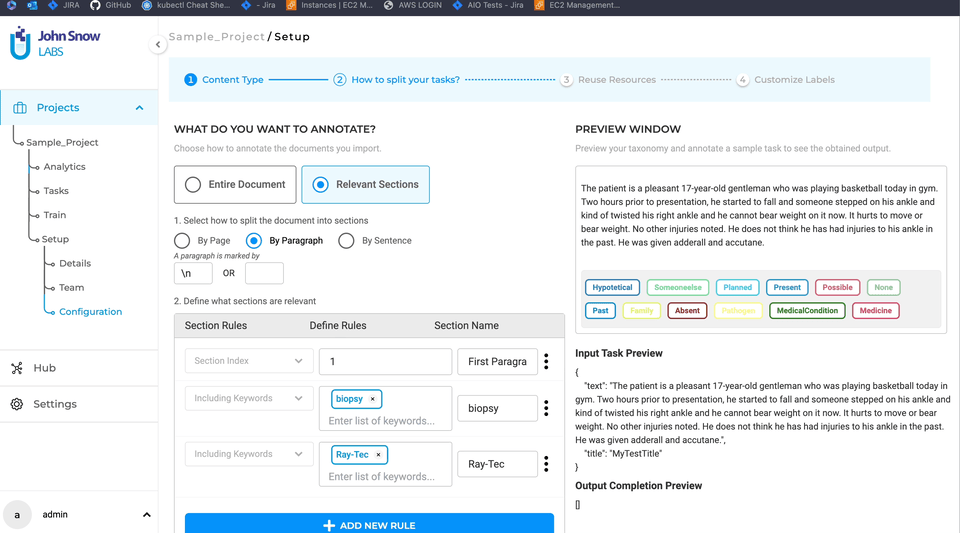 JIRA
GitHub
kubectl Cheat She...
- Jira
Instances | EC2 M...
AWS LOGIN
AIO Tests - Jira
EC2 Management...
John Snow
LABS
Sample_Project / Setup
1 Content Type
2 How to split your tasks?
3 Reuse Resources
4 Customize Labels
Projects
Sample_Project
Analytics
Tasks
Train
Setup
Details
Team
Configuration
Hub
Settings
a admin
WHAT DO YOU WANT TO ANNOTATE?
Choose how to annotate the documents you import.
Entire Document
Relevant Sections
1. Select how to split the document into sections
By Page
By Paragraph
By Sentence
A paragraph is marked by
\n OR
2. Define what sections are relevant
Section Rules Define Rules Section Name
Section Index 1 First Paragra
Including Keywords biopsy × biopsy
Enter list of keywords...
Including Keywords Ray-Tec × Ray-Tec
Enter list of keywords...
+ ADD NEW RULE
PREVIEW WINDOW
Preview your taxonomy and annotate a sample task to see the obtained output.
The patient is a pleasant 17-year-old gentleman who was playing basketball today in gym.
Two hours prior to presentation, he started to fall and someone stepped on his ankle and
kind of twisted his right ankle and he cannot bear weight on it now. It hurts to move or
bear weight. No other injuries noted. He does not think he has had injuries to his ankle in
the past. He was given adderall and accutane.
Hypotetical Someoneelse Planned Present Possible None
Past Family Absent Pathogen MedicalCondition Medicine
Input Task Preview
{
"text": "The patient is a pleasant 17-year-old gentleman who was playing basketball today in
gym. Two hours prior to presentation, he started to fall and someone stepped on his ankle and
kind of twisted his right ankle and he cannot bear weight on it now. It hurts to move or bear
weight. No other injuries noted. He does not think he has had injuries to his ankle in the past.
He was given adderall and accutane.",
"title": "MyTestTitle"
}
Output Completion Preview
[]